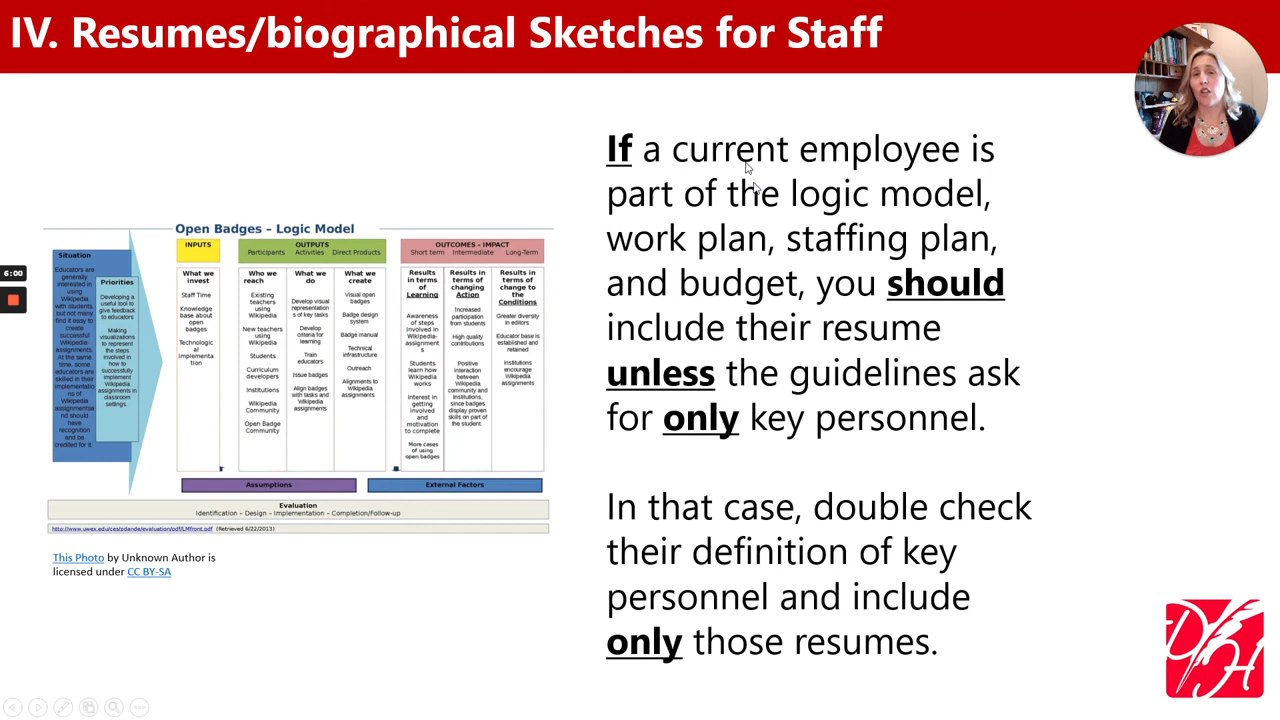 IV. Resumes/biographical Sketches for Staff
6:00
If a current employee is
part of the logic model,
work plan, staffing plan,
and budget, you should
include their resume
unless the guidelines ask
for only key personnel.
In that case, double check
their definition of key
personnel and include
only those resumes.
Open Badges – Logic Model
Situation
Educators are
generally
interested in
using
Wikipedia
with students,
but not many
find it easy to
create
successful
Wikipedia-
assignments.
At the same
time, some
educators are
skilled in their
implementatio
ns of
Wikipedia
assignmentsa
nd should
have
recognition
and be
credited for it.
Priorities
Developing a
useful tool to
give feedback
to educators
Making
visualizations
to represent
the steps
involved in
how to
successfully
implement
Wikipedia
assignments in
classroom
settings.
INPUTS
What we
invest
Staff Time
Knowledge
base about
open
badges
Technologic
al
implementa
tion
OUTPUTS
Participants Activities Direct Products
Who we
reach
Existing
teachers
using
Wikipedia
New teachers
using
Wikipedia
Students
Curriculum
developers
Institutions
Wikipedia
Community
Open Badge
Community
What we
do
Develop visual
representation
s of key tasks
Develop
criteria for
learning
Train
educators
Issue badges
Align badges
with tasks and
Wikipedia
assignments
What we
create
Visual open
badges
Badge design
system
Badge manual
Technical
infrastructure
Outreach
Alignments to
Wikipedia
assignments
OUTCOMES - IMPACT
Short term Intermediate Long-Term
Results
in terms
of
Learning
Awareness
of steps
involved in
Wikipedia-
assignment
s
Students
learn how
Wikipedia
works
Interest in
getting
involved
and
motivation
to complete
More cases
of using
open badges
Results in
terms of
changing
Action
Increased
participation
from students
High quality
contributions
Positive
interaction
between
Wikipedia
community and
Institutions,
since badges
display proven
skills on part of
the student.
Results in
terms of
change to
the
Conditions
Greater diversity
in editors
Educator base is
established and
retained
Institutions
encourage
Wikipedia
assignments
Assumptions
External Factors
Evaluation
Identification – Design – Implementation – Completion/Follow-up
http://www.uwex.edu/ces/pdande/evaluation/pdf/LMfront.pdf (Retrieved 6/22/2013)
This Photo by Unknown Author is
licensed under CC BY-SA
DH